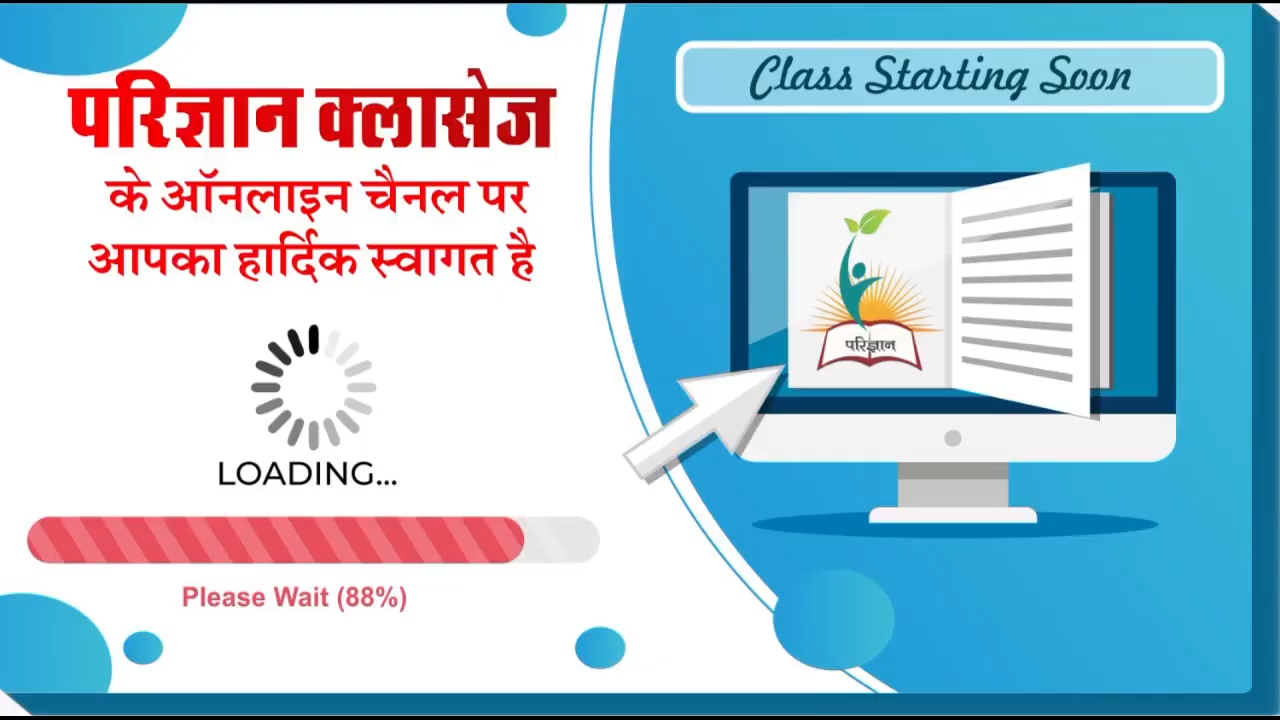 परिज्ञान क्लासेज
के ऑनलाइन चैनल पर
आपका हार्दिक स्वागत है
LOADING...
Please Wait (88%)
Class Starting Soon
परिज्ञान